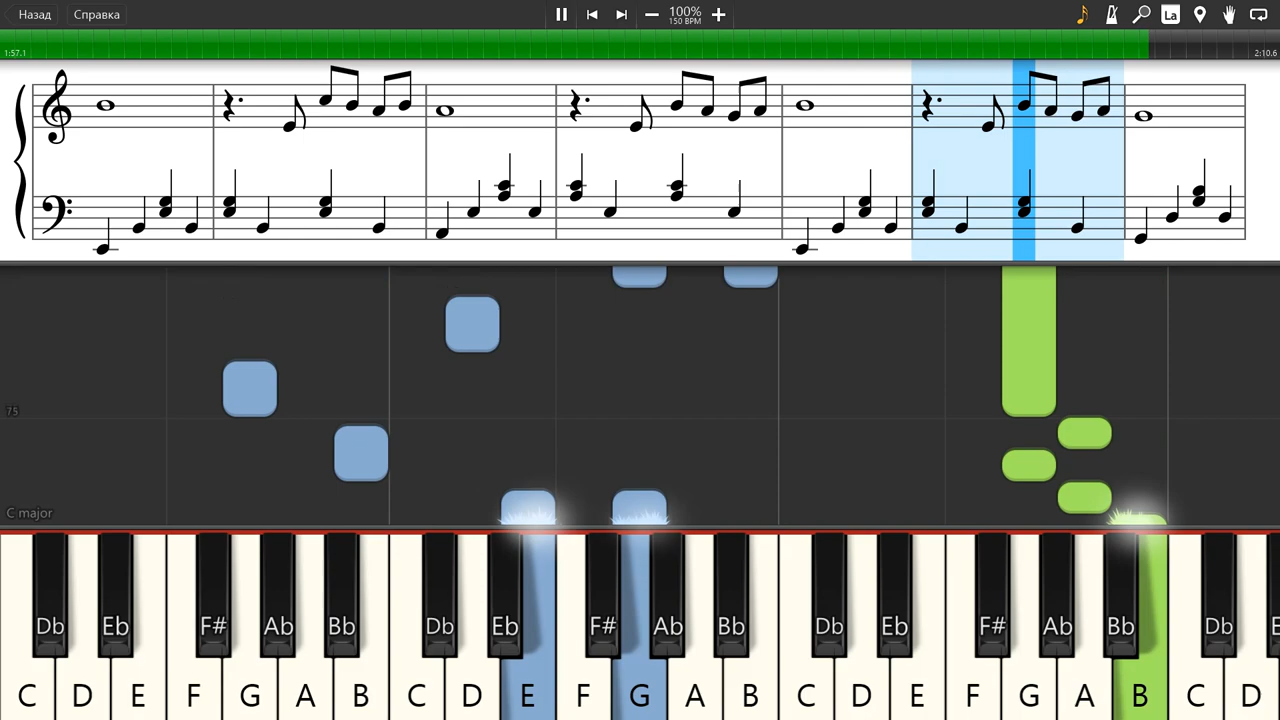 Назад Справка 100% La
150 BPM
1:57.1 2:10.6
75
C major
Db Eb F# Ab Bb Db Eb F# Ab Bb Db Eb F# Ab Bb Db E
C D E F G A B C D E F G A B C D E F G A B C D